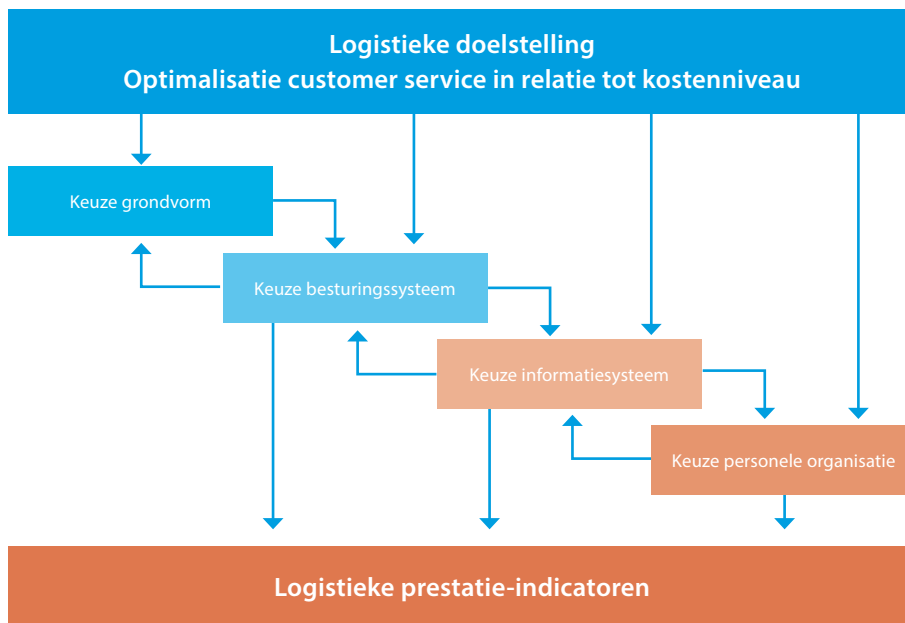 Logistieke doelstelling
Optimalisatie customer service in relatie tot kostenniveau
Keuze grondvorm
Keuze besturingssysteem
Keuze informatiesysteem
Keuze personele organisatie
Logistieke prestatie-indicatoren